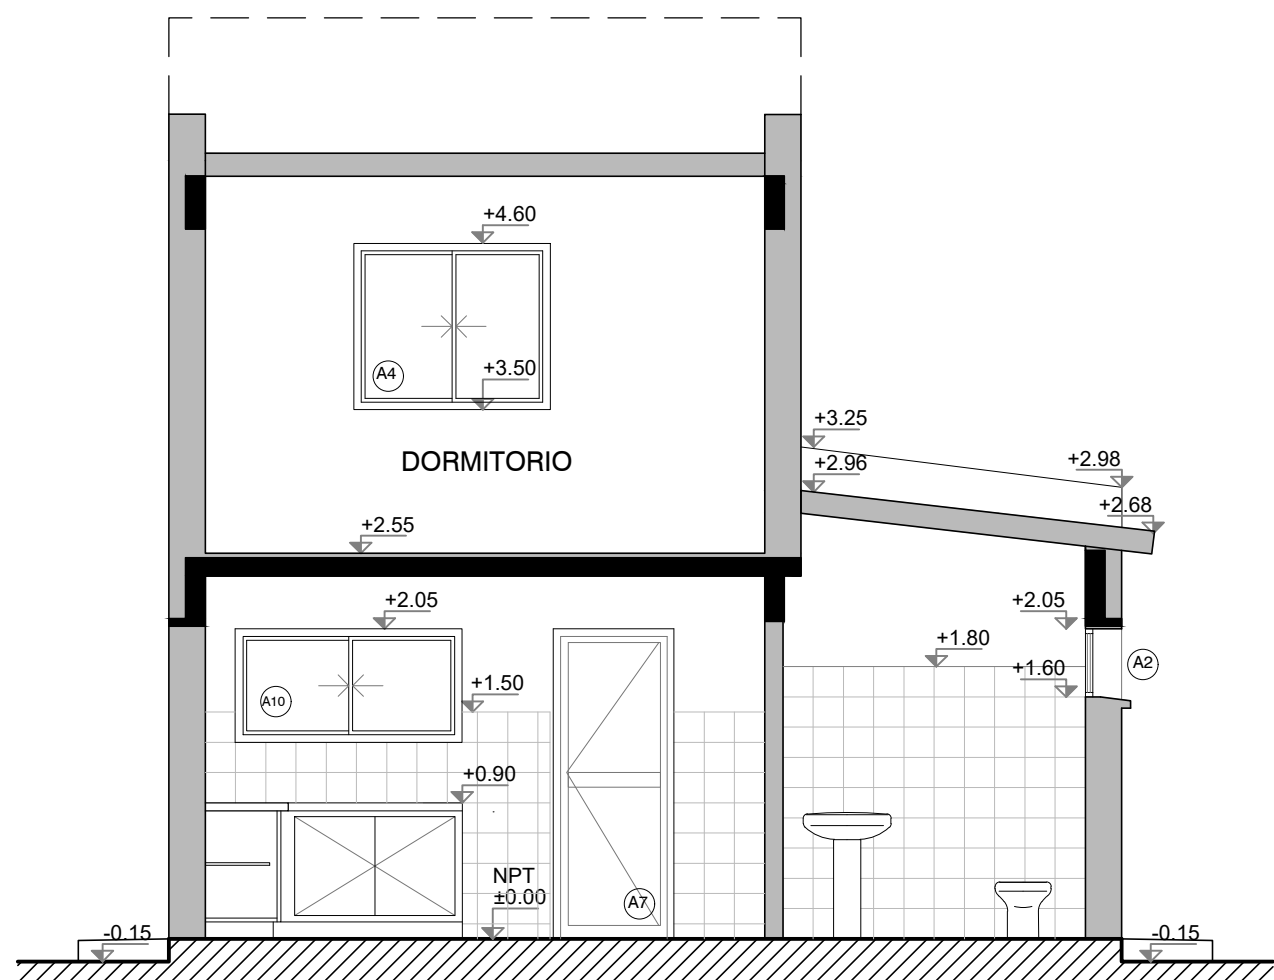 +4.60
A4
+3.50
DORMITORIO
+3.25
+2.96
+2.98
+2.68
+2.55
+2.05
+2.05
+1.80
A2
+1.60
A10
+1.50
+0.90
NPT
±0.00
A7
-0.15
-0.15